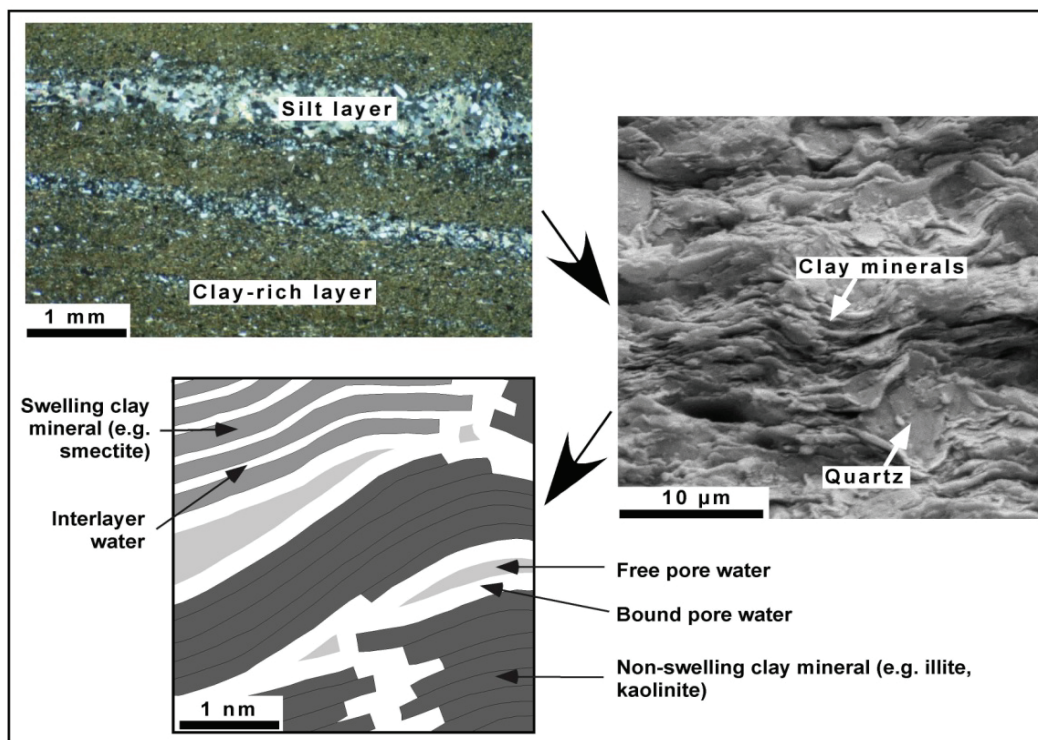 Silt layer
Clay-rich layer
1 mm
Clay minerals
Quartz
10 µm
Swelling clay
mineral (e.g.
smectite)
Interlayer
water
Free pore water
Bound pore water
Non-swelling clay mineral (e.g. illite,
kaolinite)
1 nm